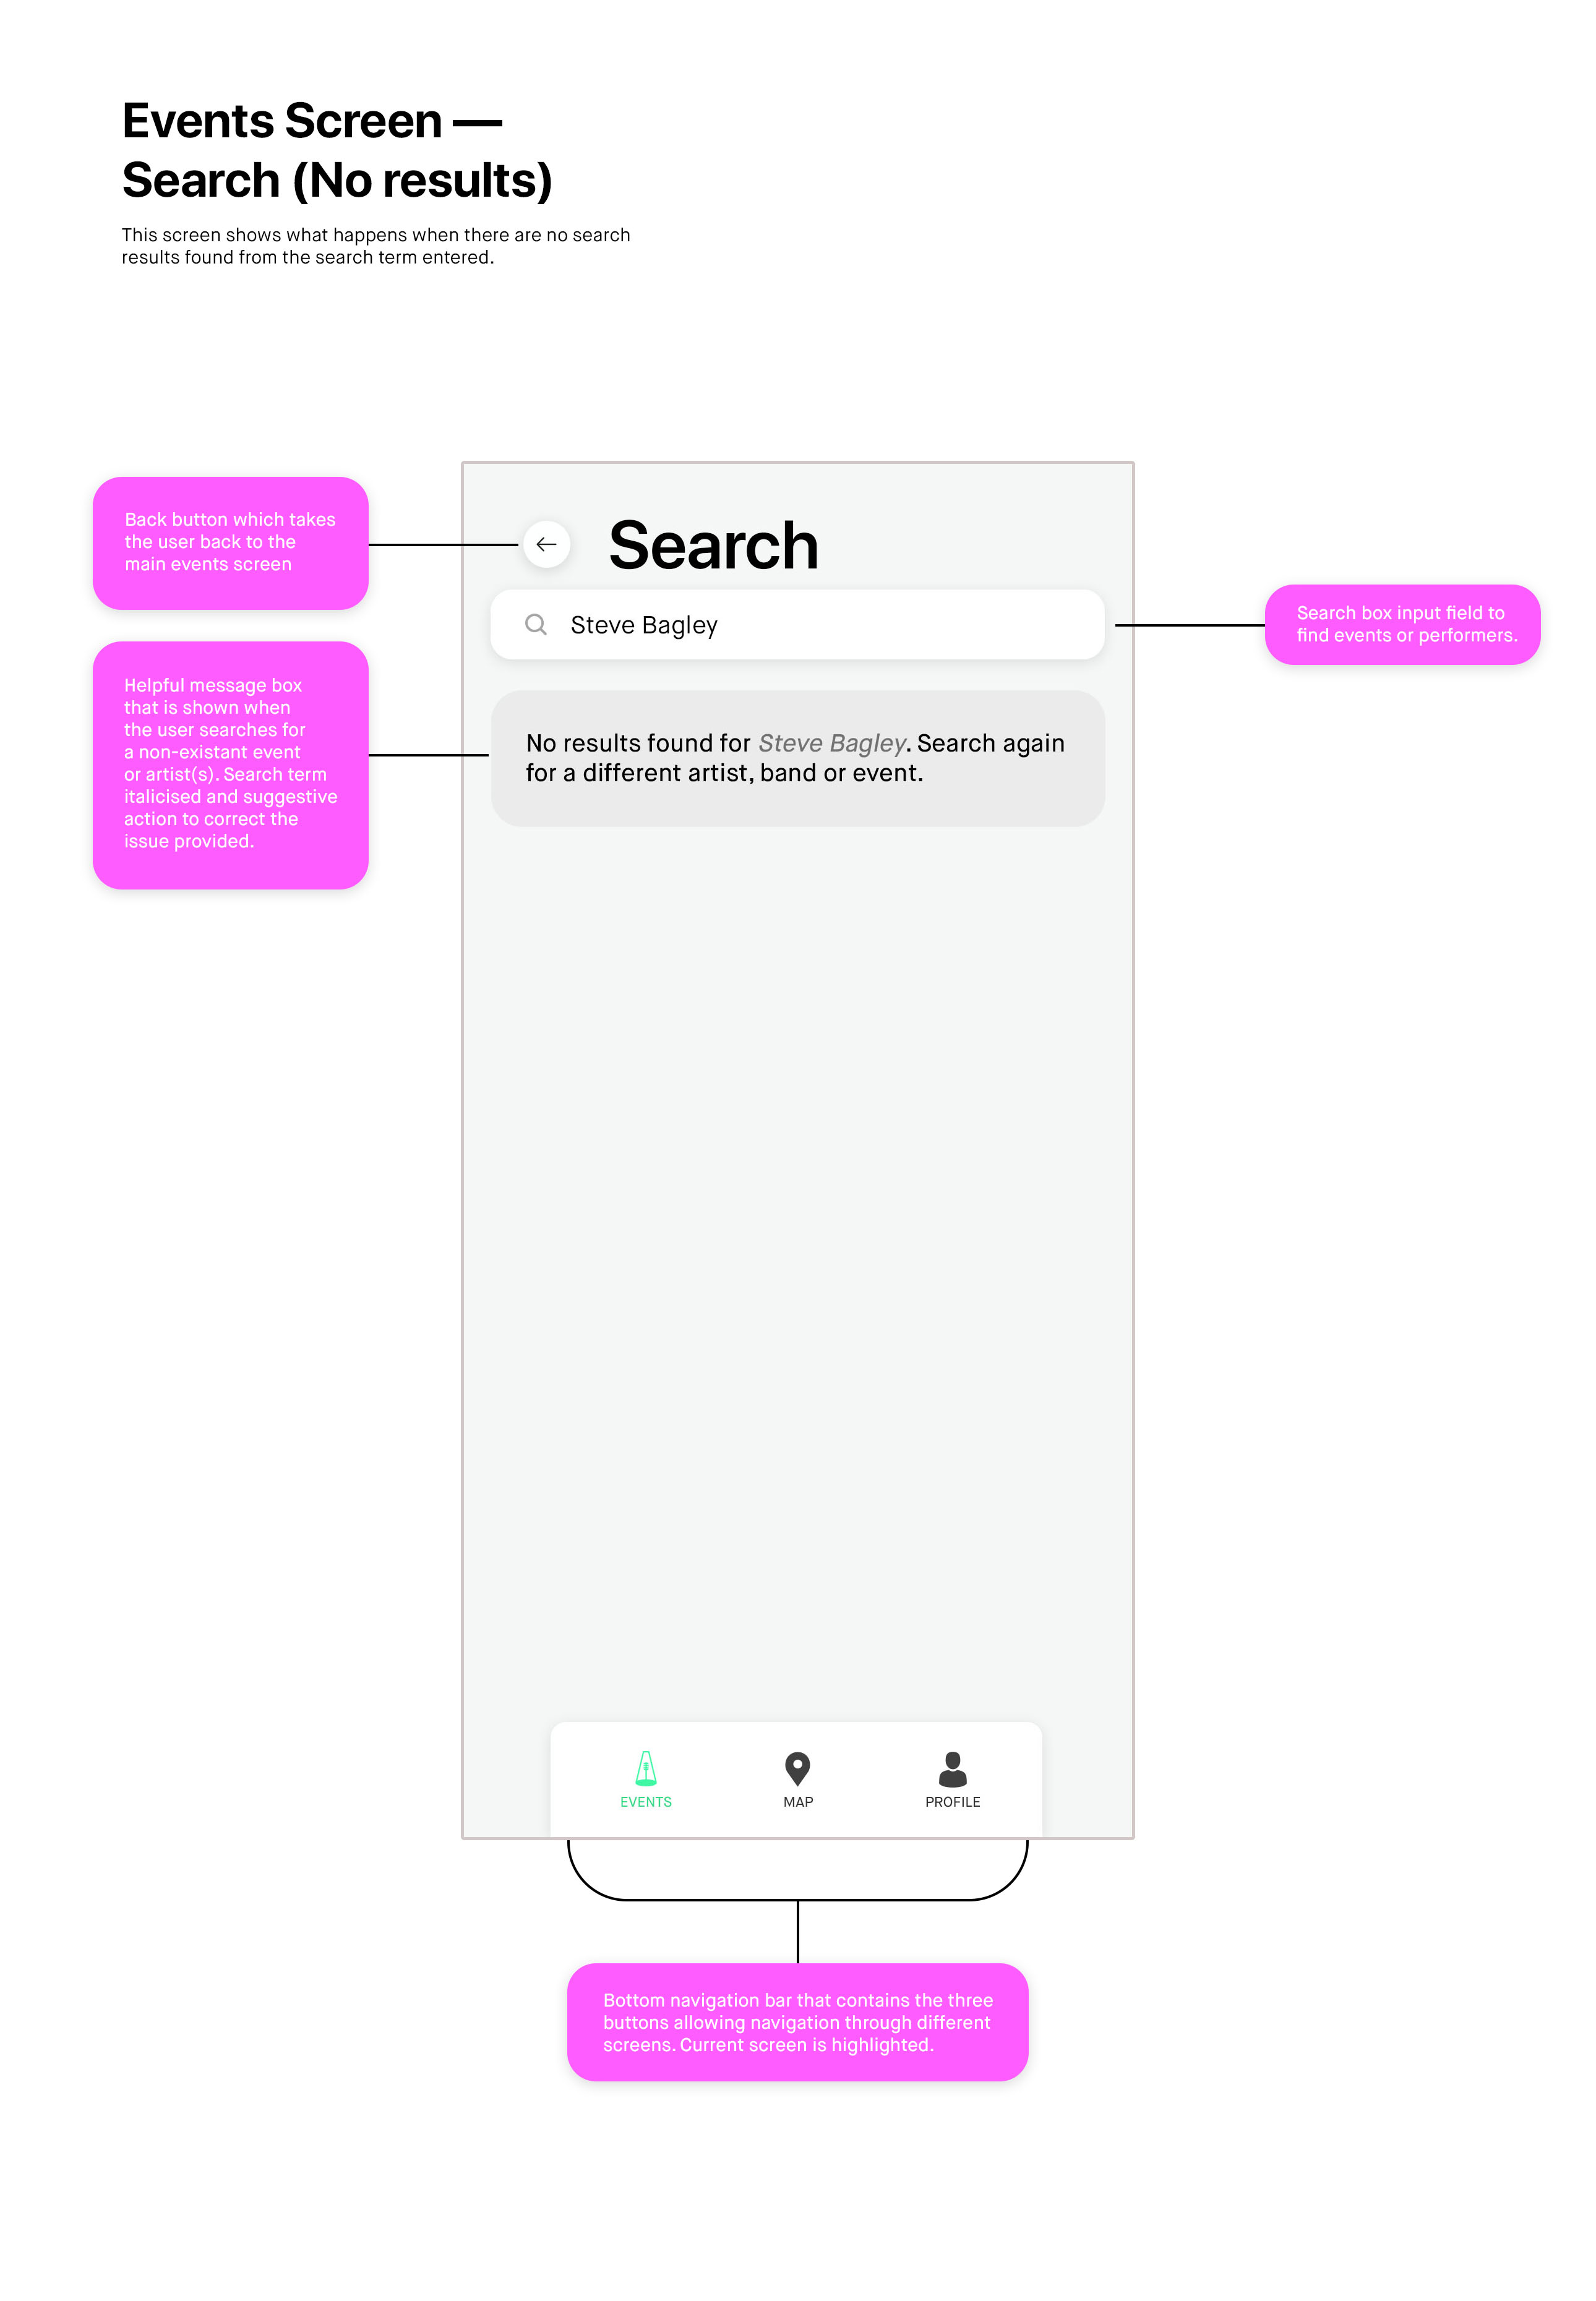 Events Screen —
Search (No results)
This screen shows what happens when there are no search
results found from the search term entered.
Back button which takes
the user back to the
main events screen
Search
Steve Bagley
Search box input field to
find events or performers.
Helpful message box
that is shown when
the user searches for
a non-existant event
or artist(s). Search term
italicised and suggestive
action to correct the
issue provided.
No results found for Steve Bagley. Search again
for a different artist, band or event.
EVENTS
MAP
PROFILE
Bottom navigation bar that contains the three
buttons allowing navigation through different
screens. Current screen is highlighted.